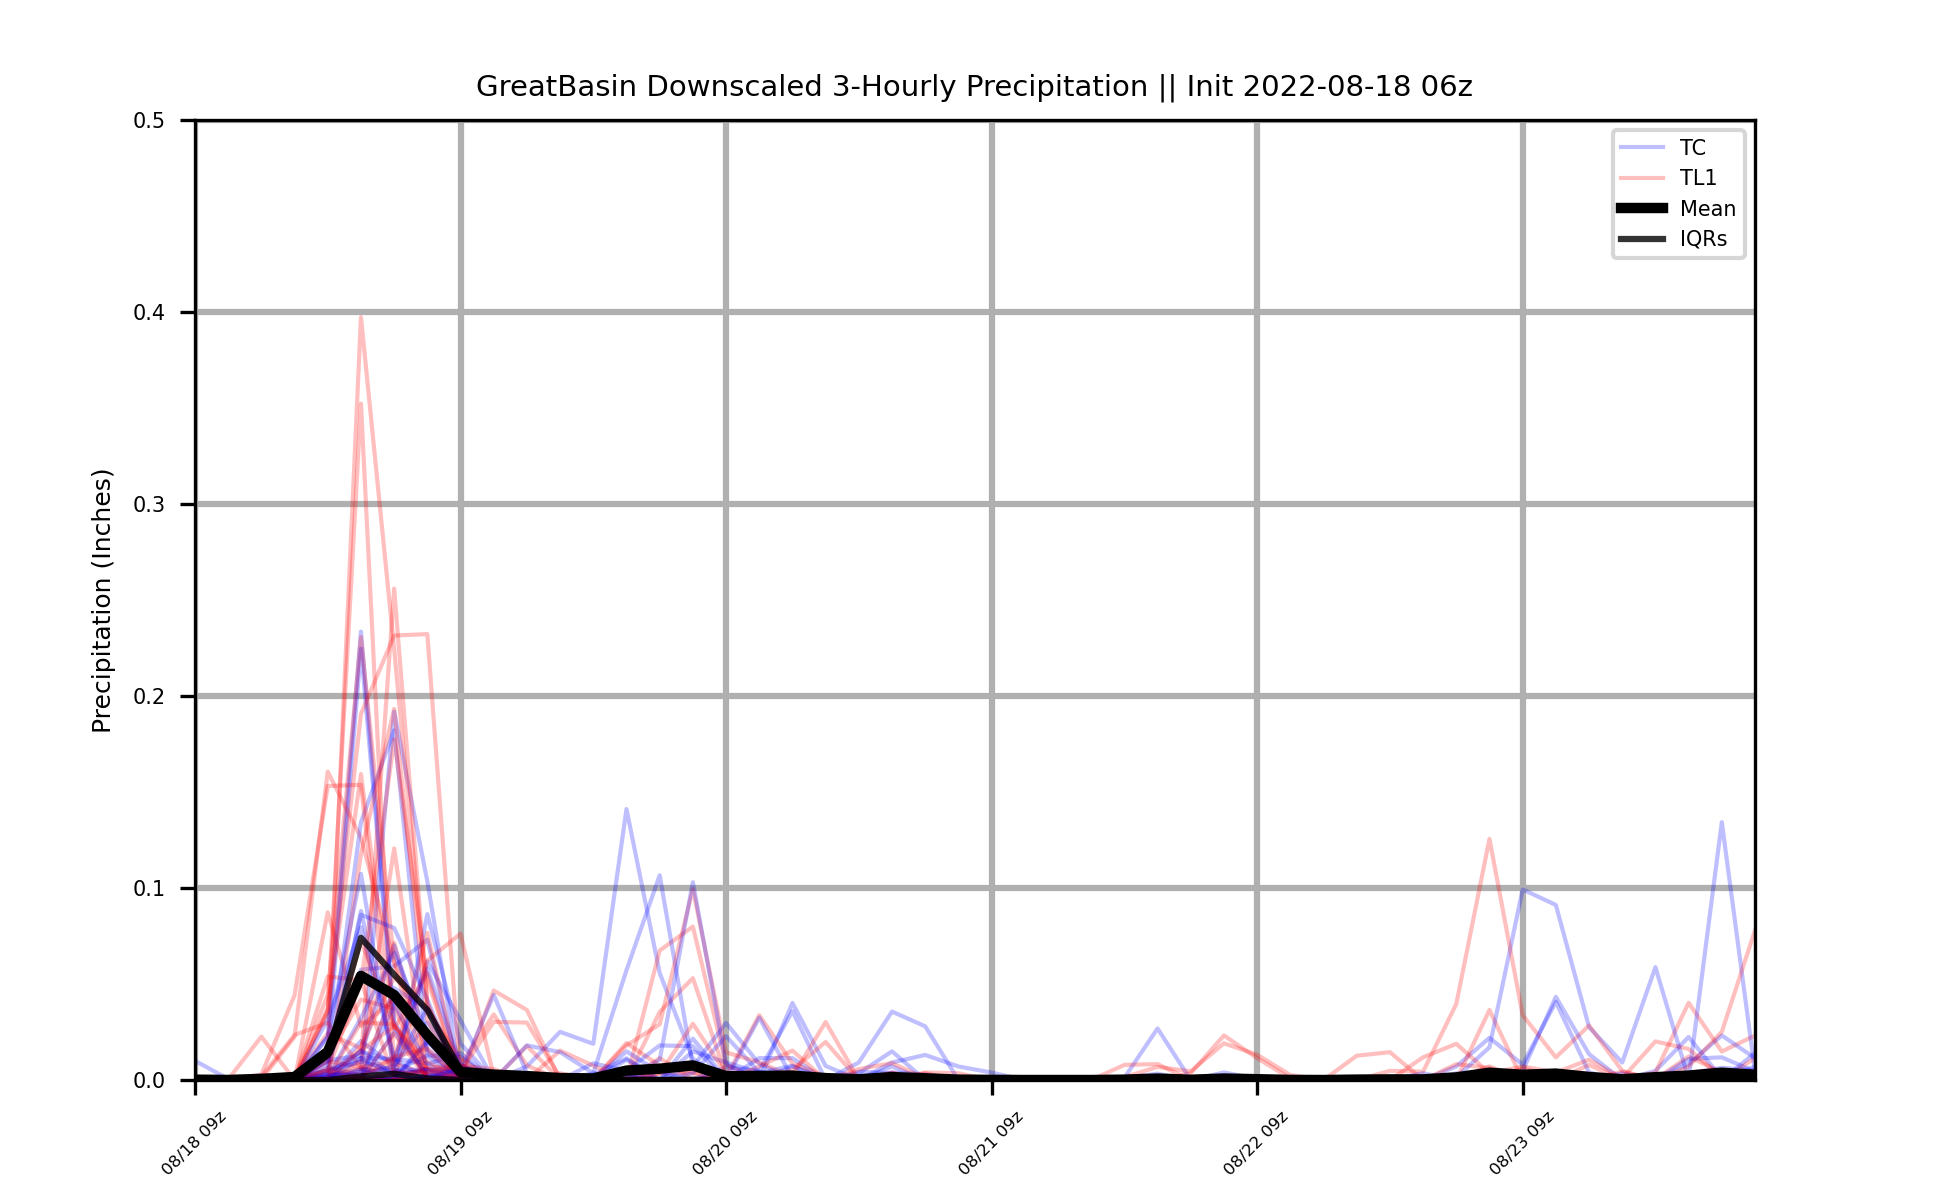 GreatBasin Downscaled 3-Hourly Precipitation || Init 2022-08-18 06z
Precipitation (Inches)
0.5
0.4
0.3
0.2
0.1
0.0
TC
TL1
Mean
IQRs
08/18 09z
08/19 09z
08/20 09z
08/21 09z
08/22 09z
08/23 09z